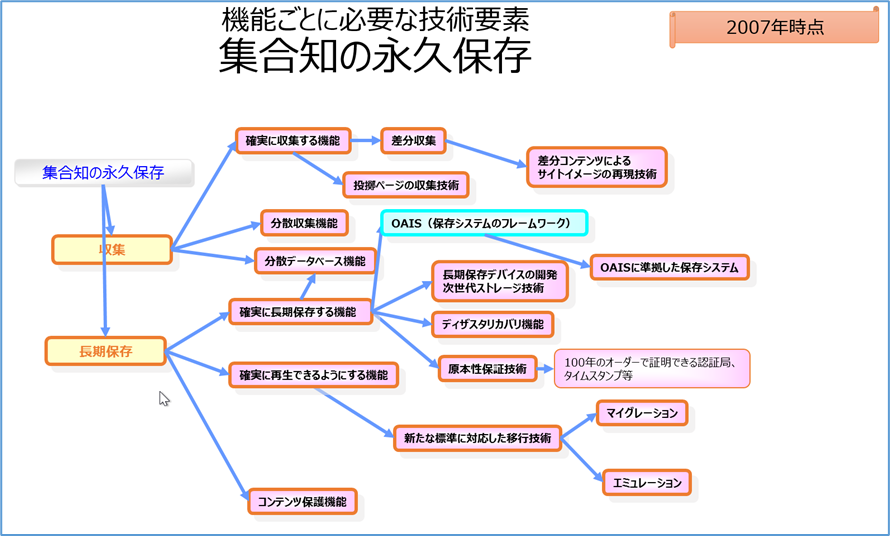 機能ごとに必要な技術要素
集合知の永久保存
2007年時点
集合知の永久保存
収集
長期保存
確実に収集する機能
差分収集
差分コンテンツによる
サイトイメージの再現技術
投擲ページの収集技術
分散収集機能
分散データベース機能
OAIS（保存システムのフレームワーク）
OAISに準拠した保存システム
確実に長期保存する機能
長期保存デバイスの開発
次世代ストレージ技術
ディザスタリカバリ機能
原本性保証技術
100年のオーダーで証明できる認証局、
タイムスタンプ等
確実に再生できるようにする機能
新たな標準に対応した移行技術
マイグレーション
エミュレーション
コンテンツ保護機能